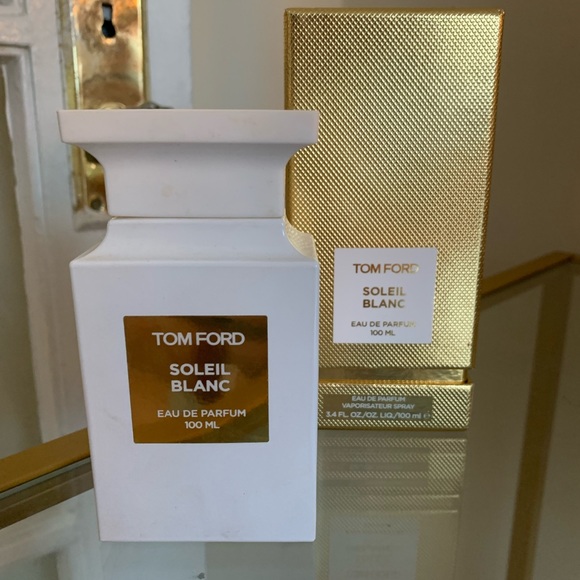 TOM FORD
SOLEIL
BLANC
EAU DE PARFUM
100 ML
TOM FORD
SOLEIL
BLANC
EAU DE PARFUM
100 ML
EAU DE PARFUM
VAPORISATEUR SPRAY
3.4 FL. OZ./OZ. LIQ./100 ml ℮